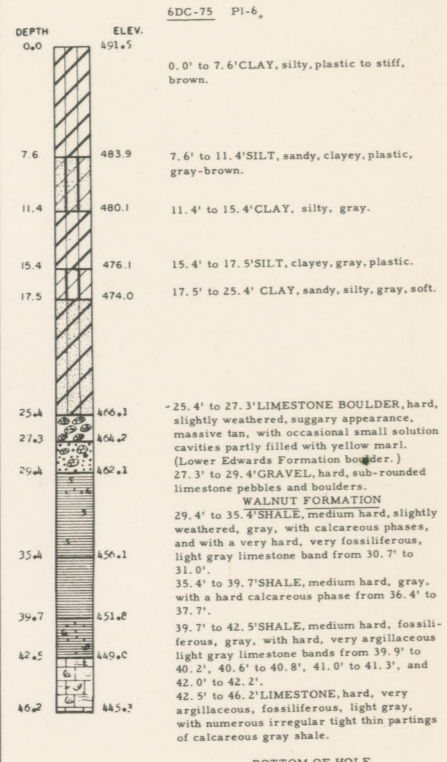 6DC-75 P1-6
DEPTH ELEV.
0.0 491.5
0.0' to 7.6'CLAY, silty, plastic to stiff,
brown.
7.6 483.9 7.6' to 11.4'SILT, sandy, clayey, plastic,
gray-brown.
11.4 480.1 11.4' to 15.4'CLAY, silty, gray.
15.4 476.1 15.4' to 17.5'SILT, clayey, gray, plastic.
17.5 474.0 17.5' to 25.4' CLAY, sandy, silty, gray, soft.
25.4 466.1 25.4' to 27.3'LIMESTONE BOULDER, hard,
slightly weathered, suggary appearance,
massive tan, with occasional small solution
27.3 464.2 cavities partly filled with yellow marl.
(Lower Edwards Formation boulder.)
29.4 462.1 27.3' to 29.4'GRAVEL, hard, sub-rounded
limestone pebbles and boulders.
WALNUT FORMATION
29.4' to 35.4'SHALE, medium hard, slightly
weathered, gray, with calcareous phases,
and with a very hard, very fossiliferous,
35.4 456.1 light gray limestone band from 30.7' to
31.0'.
35.4' to 39.7'SHALE, medium hard, gray,
with a hard calcareous phase from 36.4' to
37.7'.
39.7 451.8 39.7' to 42.5'SHALE, medium hard, fossili-
ferous, gray, with hard, very argillaceous
light gray limestone bands from 39.9' to
42.5 449.0 40.2', 40.6' to 40.8', 41.0' to 41.3', and
42.0' to 42.2'.
42.5' to 46.2'LIMESTONE, hard, very
argillaceous, fossiliferous, light gray,
46.2 445.3 with numerous irregular tight thin partings
of calcareous gray shale.
BOTTOM OF HOLE